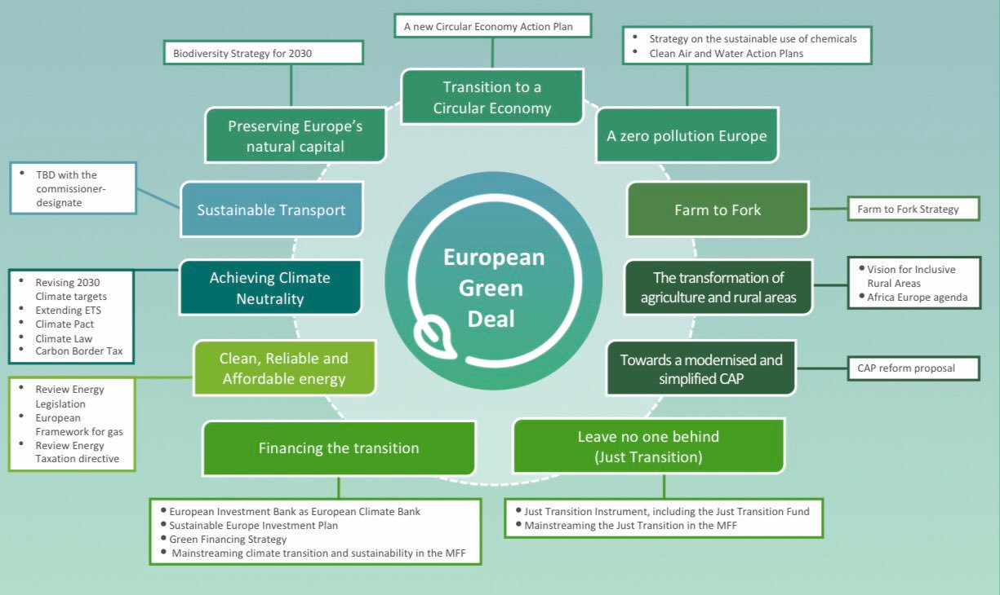 A new Circular Economy Action Plan
• Strategy on the sustainable use of chemicals
• Clean Air and Water Action Plans
Biodiversity Strategy for 2030
Transition to a
Circular Economy
Preserving Europe's
natural capital
A zero pollution Europe
• TBD with the
commissioner-
designate
Sustainable Transport
Farm to Fork
Farm to Fork Strategy
European
Green
Deal
• Revising 2030
Climate targets
• Extending ETS
• Climate Pact
• Climate Law
• Carbon Border Tax
Achieving Climate
Neutrality
The transformation of
agriculture and rural areas
• Vision for Inclusive
Rural Areas
• Africa Europe agenda
Clean, Reliable and
Affordable energy
Towards a modernised and
simplified CAP
CAP reform proposal
• Review Energy
Legislation
• European
Framework for gas
• Review Energy
Taxation directive
Financing the transition
Leave no one behind
(Just Transition)
• European Investment Bank as European Climate Bank
• Sustainable Europe Investment Plan
• Green Financing Strategy
• Mainstreaming climate transition and sustainability in the MFF
• Just Transition Instrument, including the Just Transition Fund
• Mainstreaming the Just Transition in the MFF